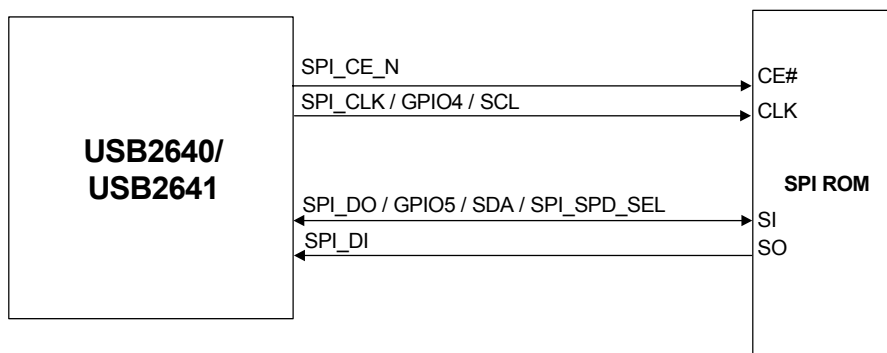 SPI_CE_N
CE#
SPI_CLK / GPIO4 / SCL
CLK
USB2640/
USB2641
SPI ROM
SPI_DO / GPIO5 / SDA / SPI_SPD_SEL
SI
SPI_DI
SO